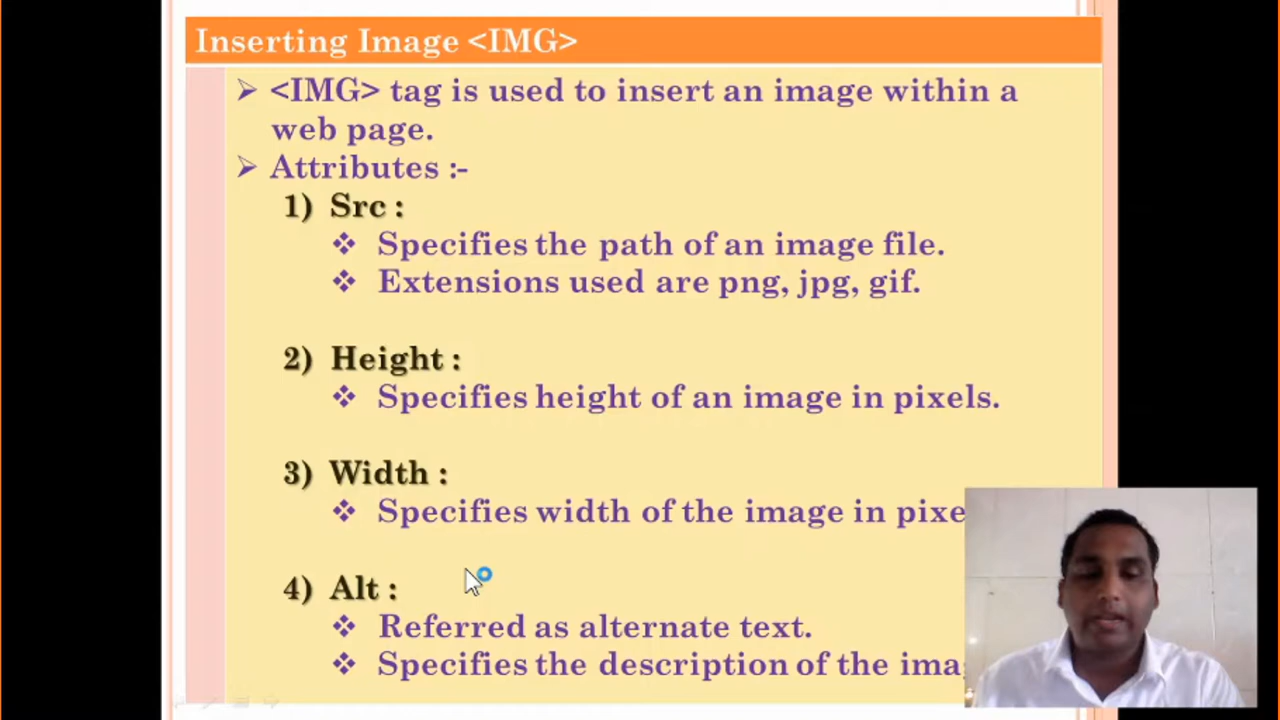 Inserting Image <IMG>
<IMG> tag is used to insert an image within a
web page.
Attributes :-
1) Src :
Specifies the path of an image file.
Extensions used are png, jpg, gif.
2) Height :
Specifies height of an image in pixels.
3) Width :
Specifies width of the image in pixe
4) Alt :
Referred as alternate text.
Specifies the description of the ima